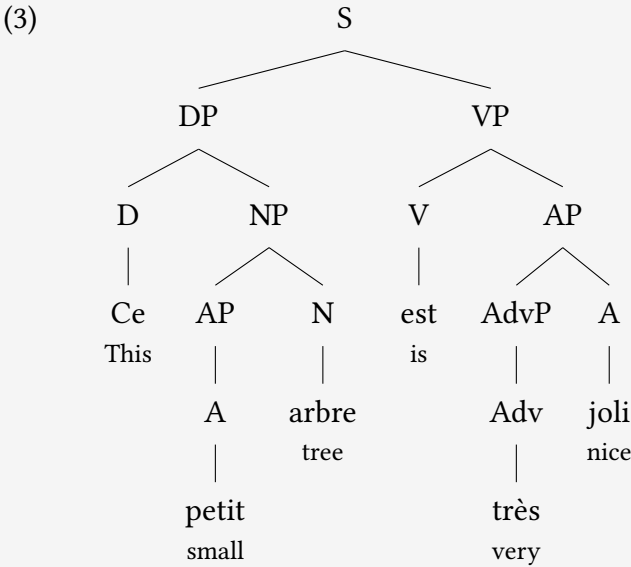 (3) S
DP VP
D NP V AP
Ce AP N est AdvP A
This is
A arbre Adv joli
tree nice
petit très
small very